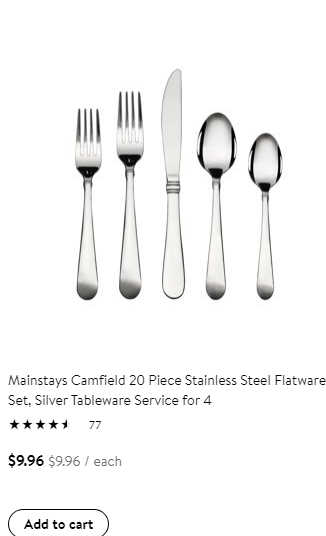 Mainstays Camfield 20 Piece Stainless Steel Flatware
Set, Silver Tableware Service for 4
77
$9.96 $9.96 / each
Add to cart